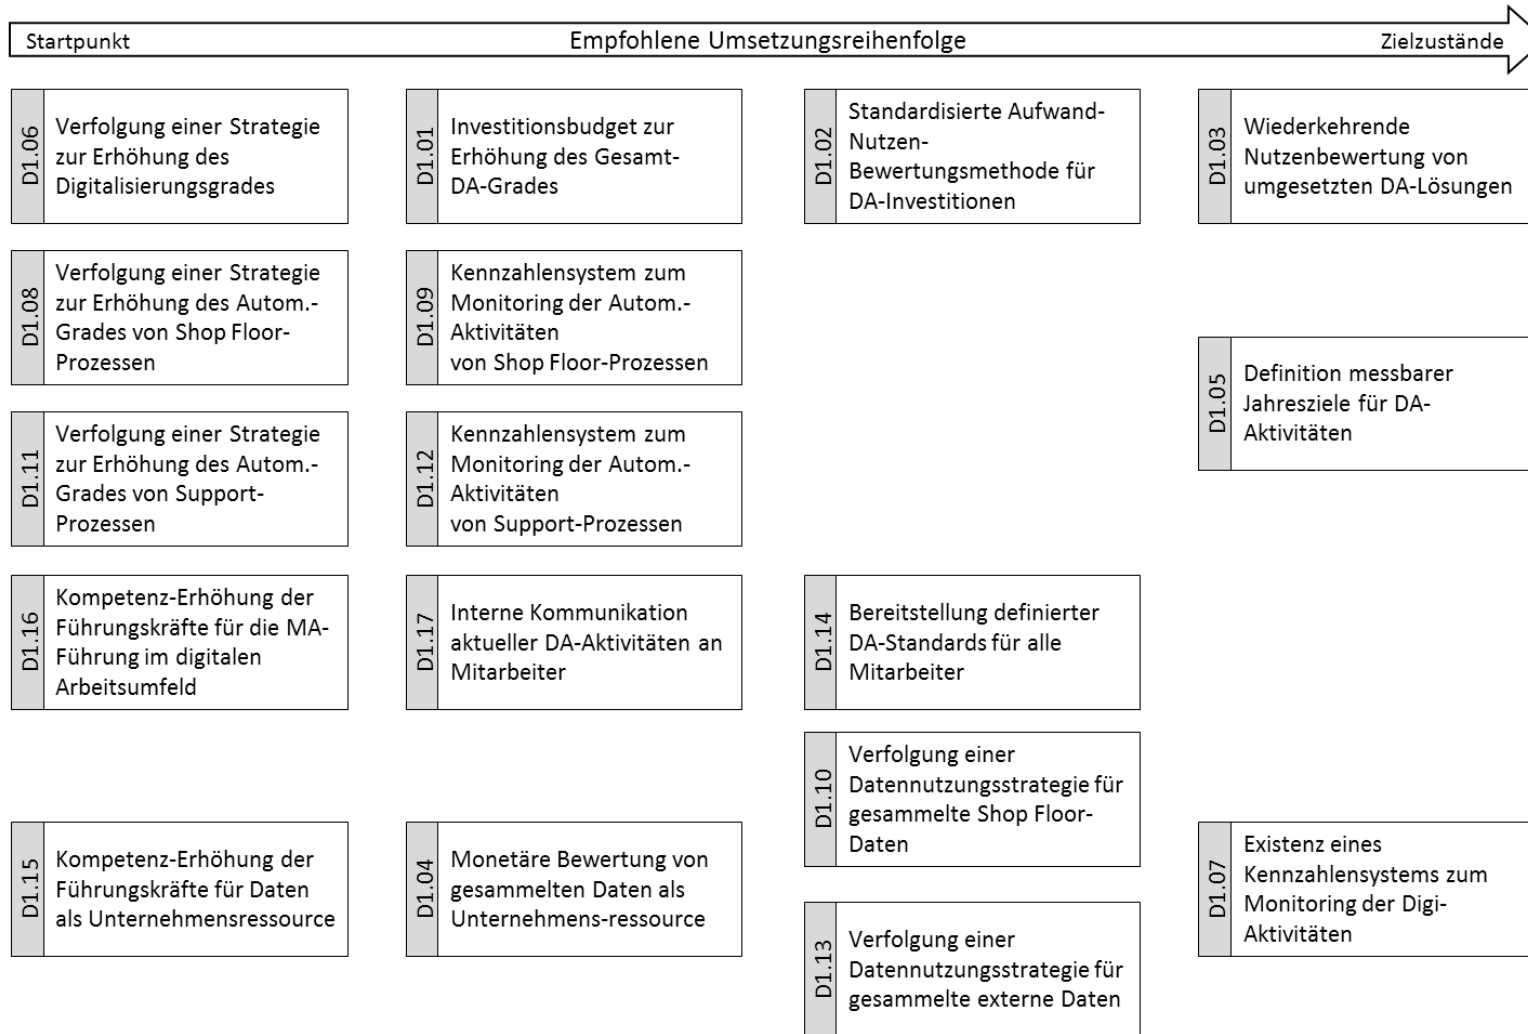 Startpunkt
Empfohlene Umsetzungsreihenfolge
Zielzustände
D1.06
Verfolgung einer Strategie
zur Erhöhung des
Digitalisierungsgrades
D1.01
Investitionsbudget zur
Erhöhung des Gesamt-
DA-Grades
D1.02
Standardisierte Aufwand-
Nutzen-
Bewertungsmethode für
DA-Investitionen
D1.03
Wiederkehrende
Nutzenbewertung von
umgesetzten DA-Lösungen
D1.08
Verfolgung einer Strategie
zur Erhöhung des Autom.-
Grades von Shop Floor-
Prozessen
D1.09
Kennzahlensystem zum
Monitoring der Autom.-
Aktivitäten
von Shop Floor-Prozessen
D1.05
Definition messbarer
Jahresziele für DA-
Aktivitäten
D1.11
Verfolgung einer Strategie
zur Erhöhung des Autom.-
Grades von Support-
Prozessen
D1.12
Kennzahlensystem zum
Monitoring der Autom.-
Aktivitäten
von Support-Prozessen
D1.16
Kompetenz-Erhöhung der
Führungskräfte für die MA-
Führung im digitalen
Arbeitsumfeld
D1.17
Interne Kommunikation
aktueller DA-Aktivitäten an
Mitarbeiter
D1.14
Bereitstellung definierter
DA-Standards für alle
Mitarbeiter
D1.10
Verfolgung einer
Datennutzungsstrategie für
gesammelte Shop Floor-
Daten
D1.15
Kompetenz-Erhöhung der
Führungskräfte für Daten
als Unternehmensressource
D1.04
Monetäre Bewertung von
gesammelten Daten als
Unternehmens-ressource
D1.07
Existenz eines
Kennzahlensystems zum
Monitoring der Digi-
Aktivitäten
D1.13
Verfolgung einer
Datennutzungsstrategie für
gesammelte externe Daten